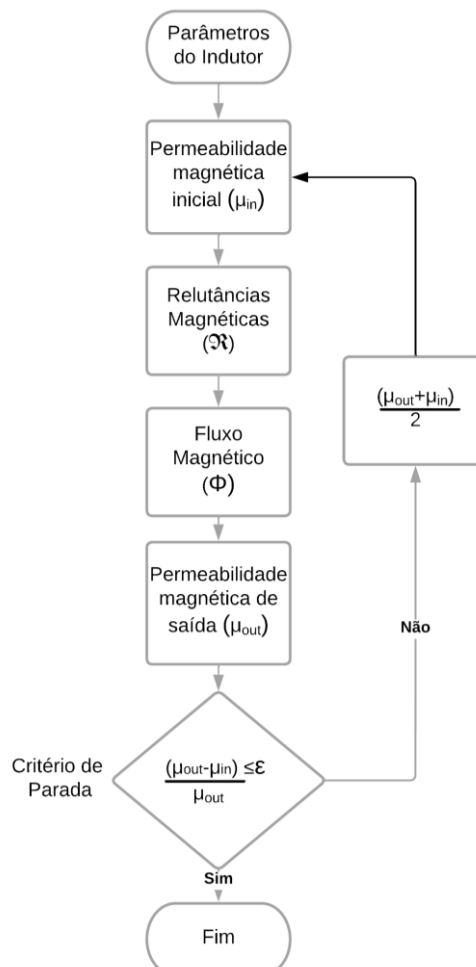 Parâmetros
do Indutor
Permeabilidade
magnética
inicial (μin)
Relutâncias
Magnéticas
(ℜ)
(μout+μin)
2
Fluxo
Magnético
(Φ)
Permeabilidade
magnética de
saída (μout)
Não
Critério de
Parada
(μout-μin) ≤ε
μout
Sim
Fim